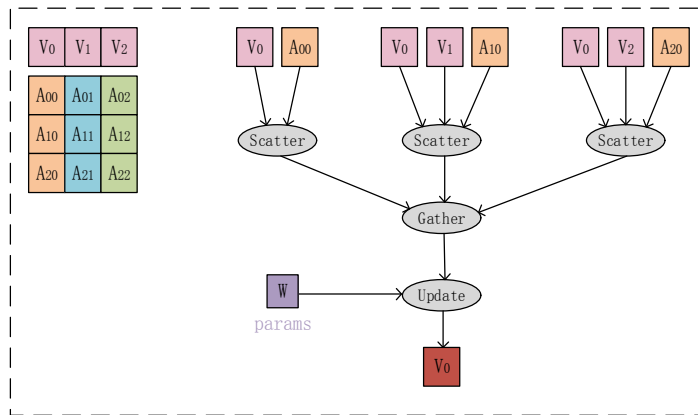 V0 V1 V2
V0 A00
V0 V1 A10
V0 V2 A20
A00 A01 A02
A10 A11 A12
A20 A21 A22
Scatter
Scatter
Scatter
Gather
W
params
Update
V0